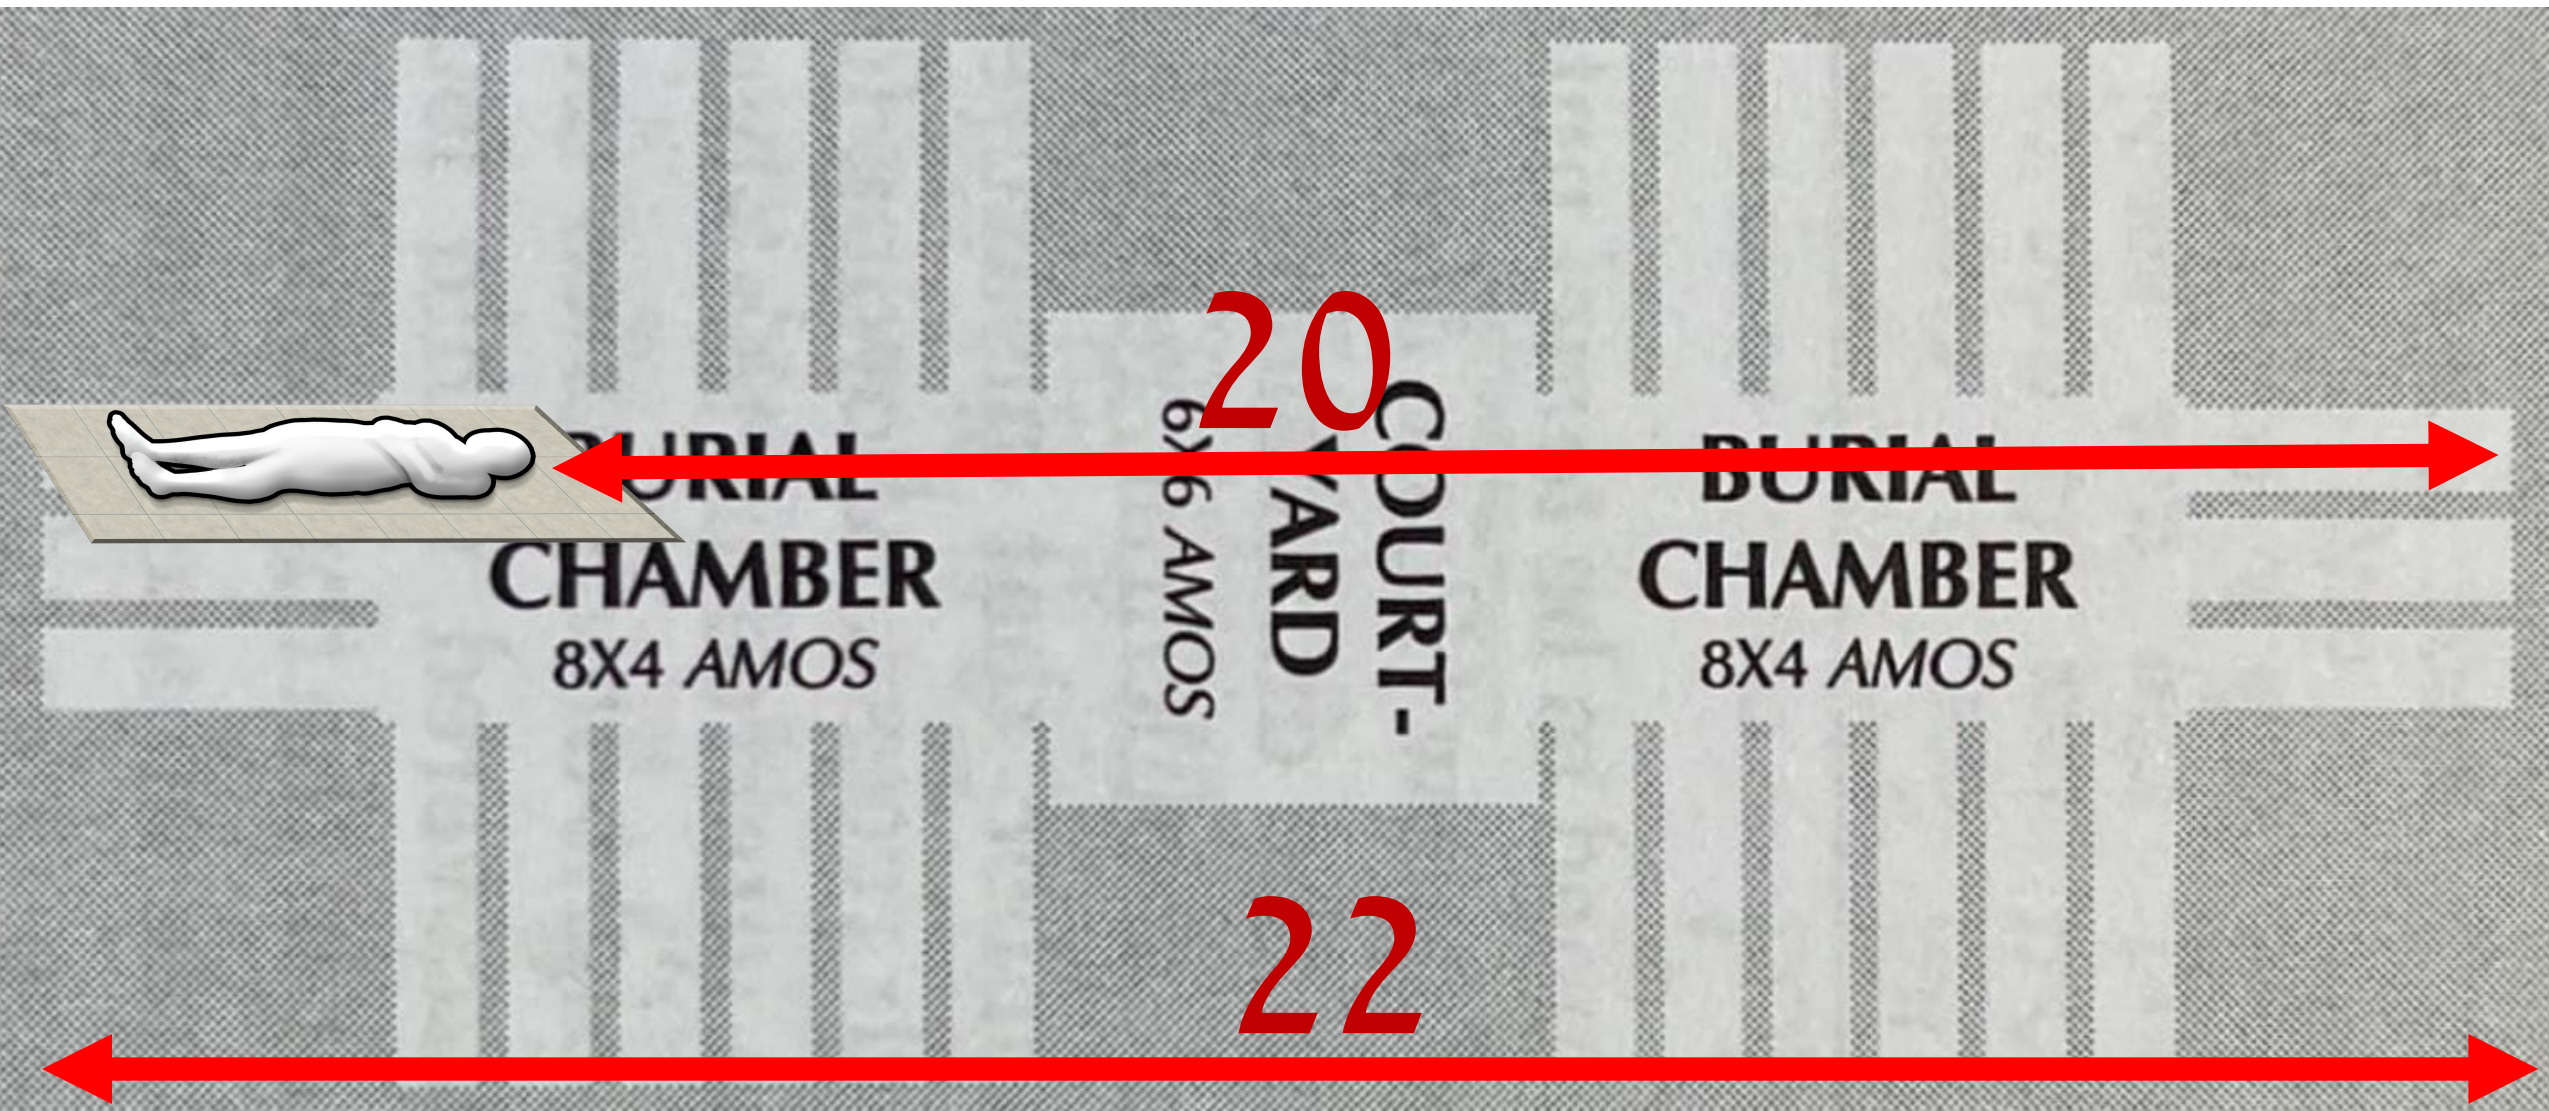 20
BURIAL
CHAMBER
8X4 AMOS
COURT-
YARD
6X6 AMOS
BURIAL
CHAMBER
8X4 AMOS
22